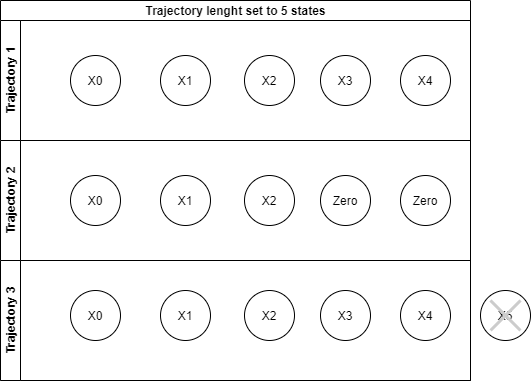 Trajectory lenght set to 5 states
Trajectory 1
X0 X1 X2 X3 X4
Trajectory 2
X0 X1 X2 Zero Zero
Trajectory 3
X0 X1 X2 X3 X4